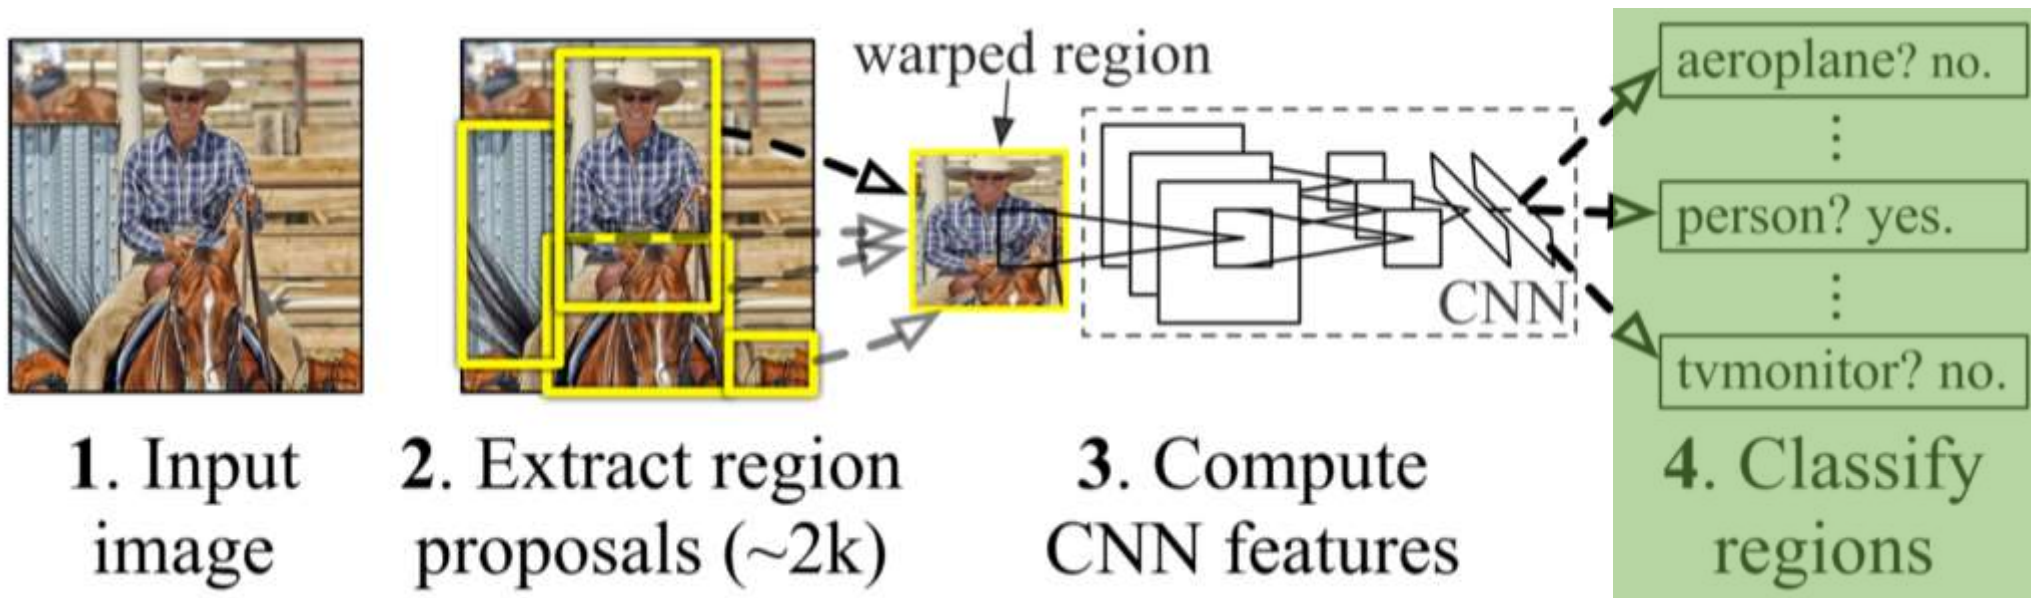 warped region
aeroplane? no.
person? yes.
CNN
tvmonitor? no.
1. Input
image
2. Extract region
proposals (~2k)
3. Compute
CNN features
4. Classify
regions